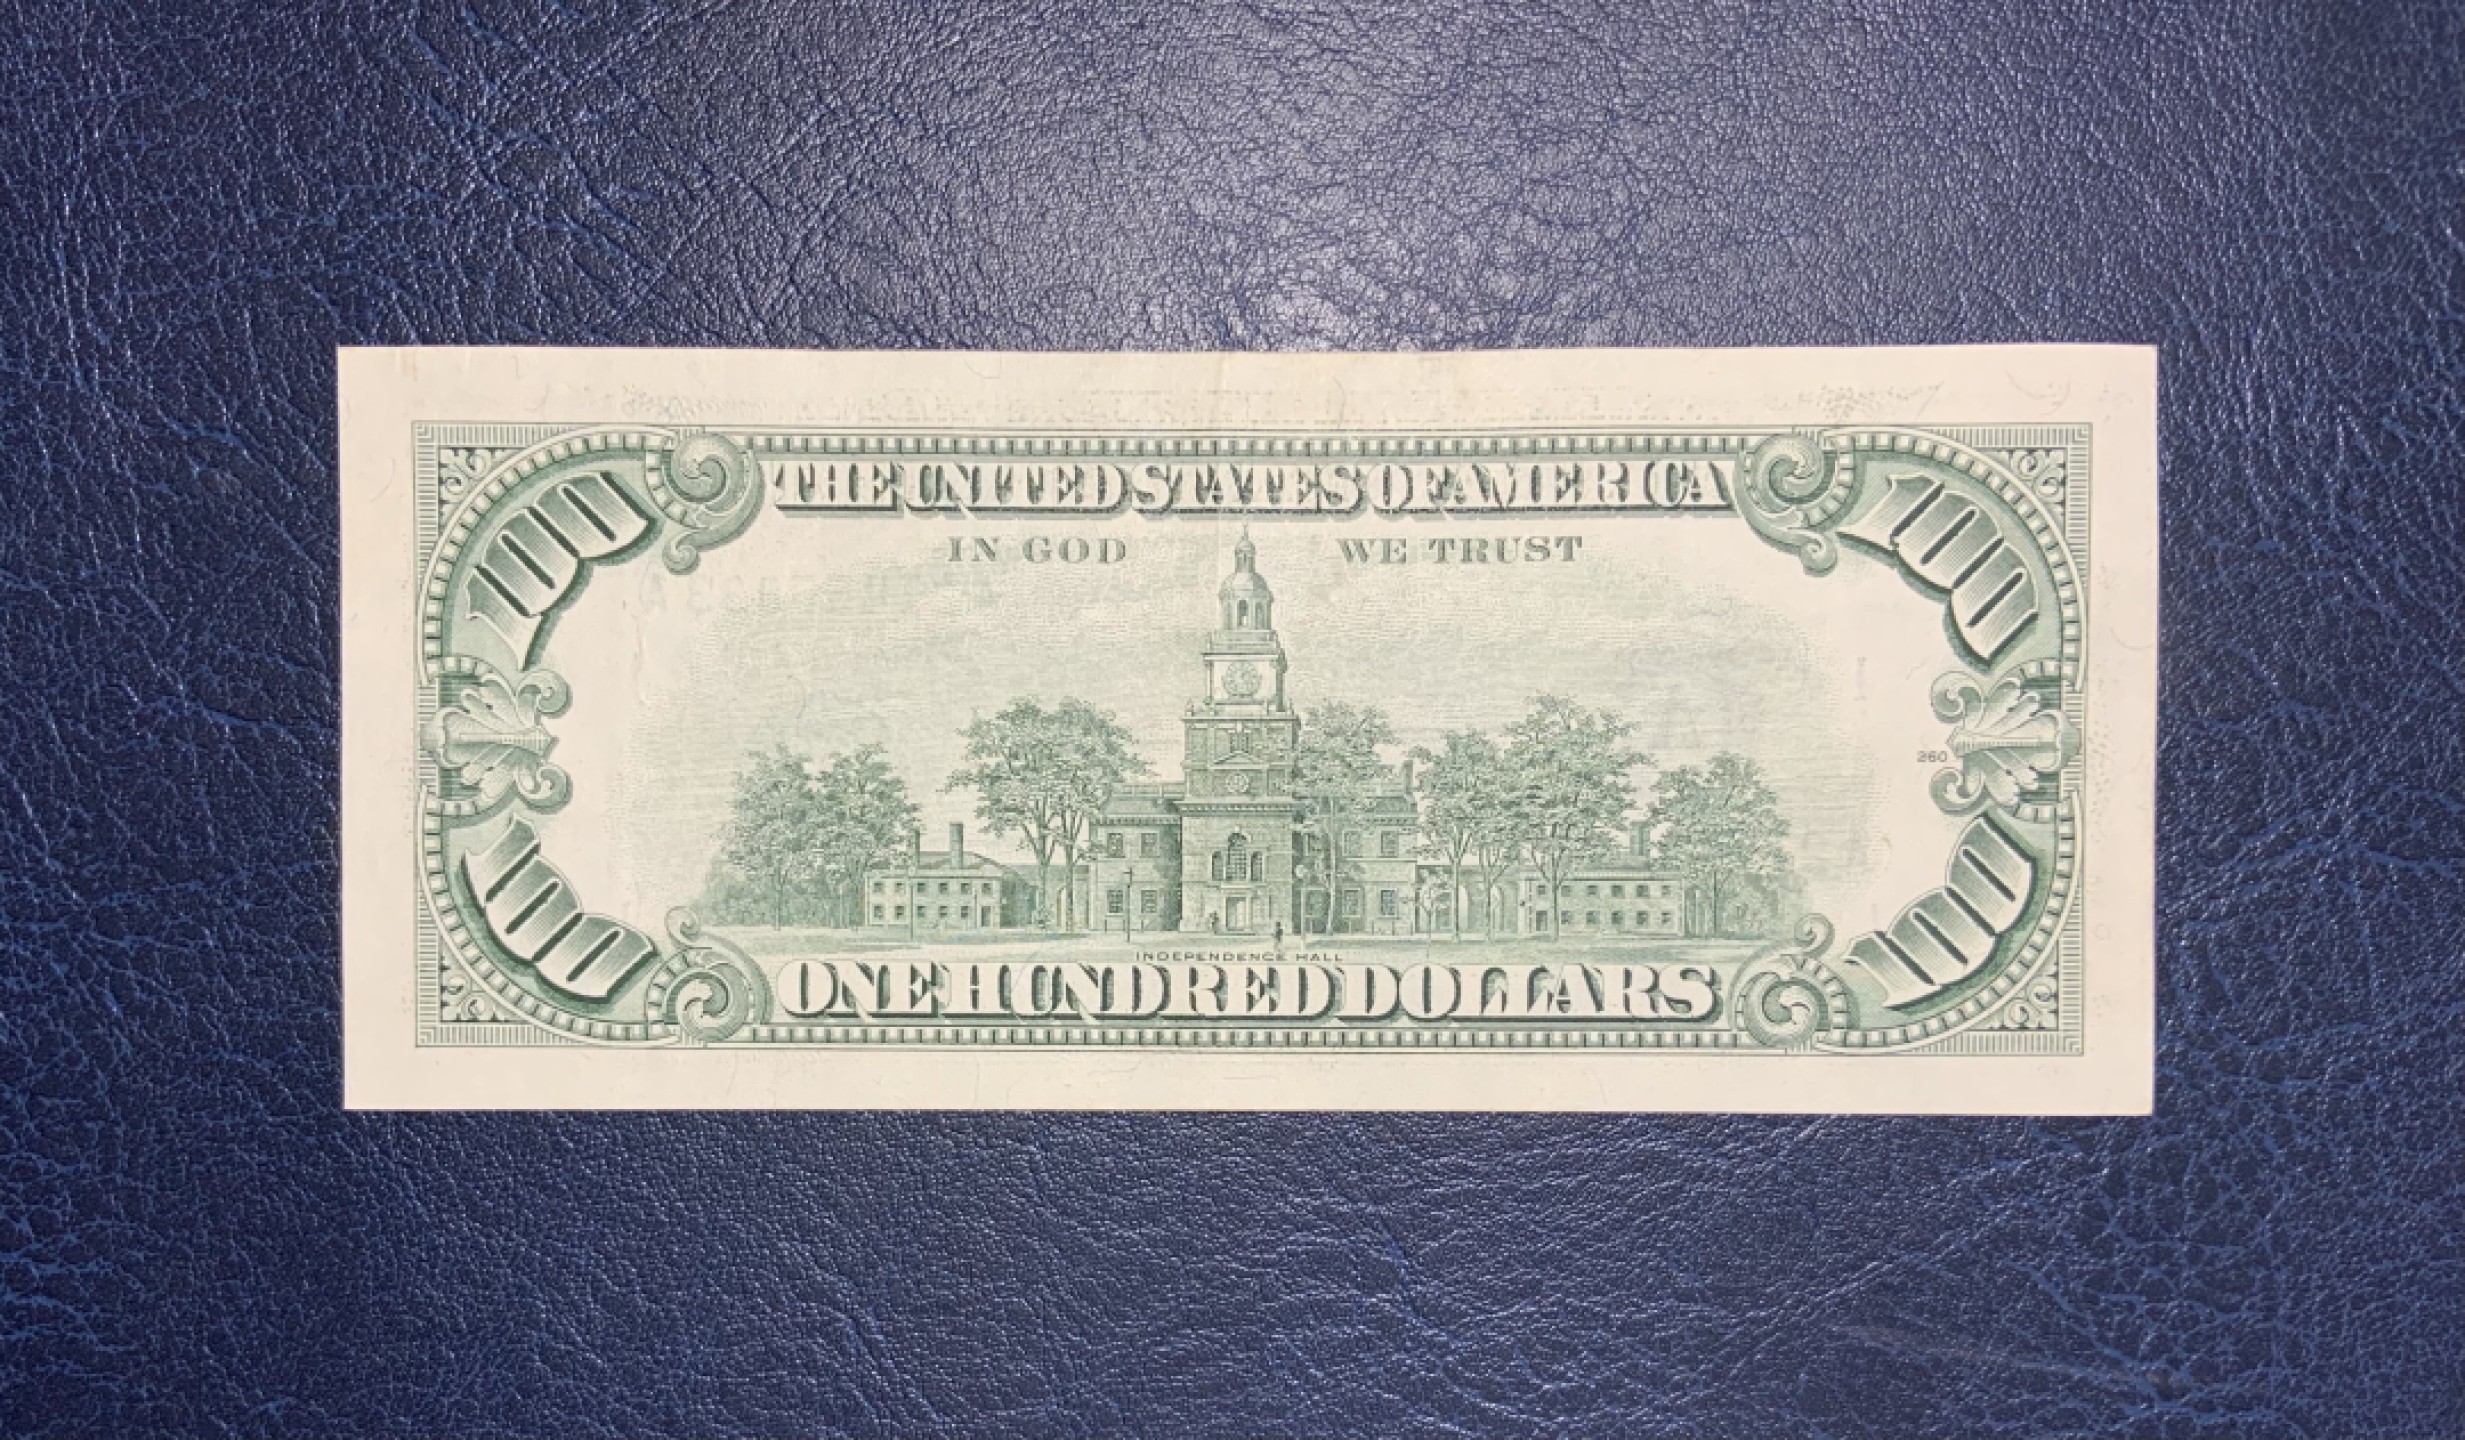 THE UNITED STATES OF AMERICA
100
100
IN GOD WE TRUST
260
INDEPENDENCE HALL
100
100
ONE HUNDRED DOLLARS